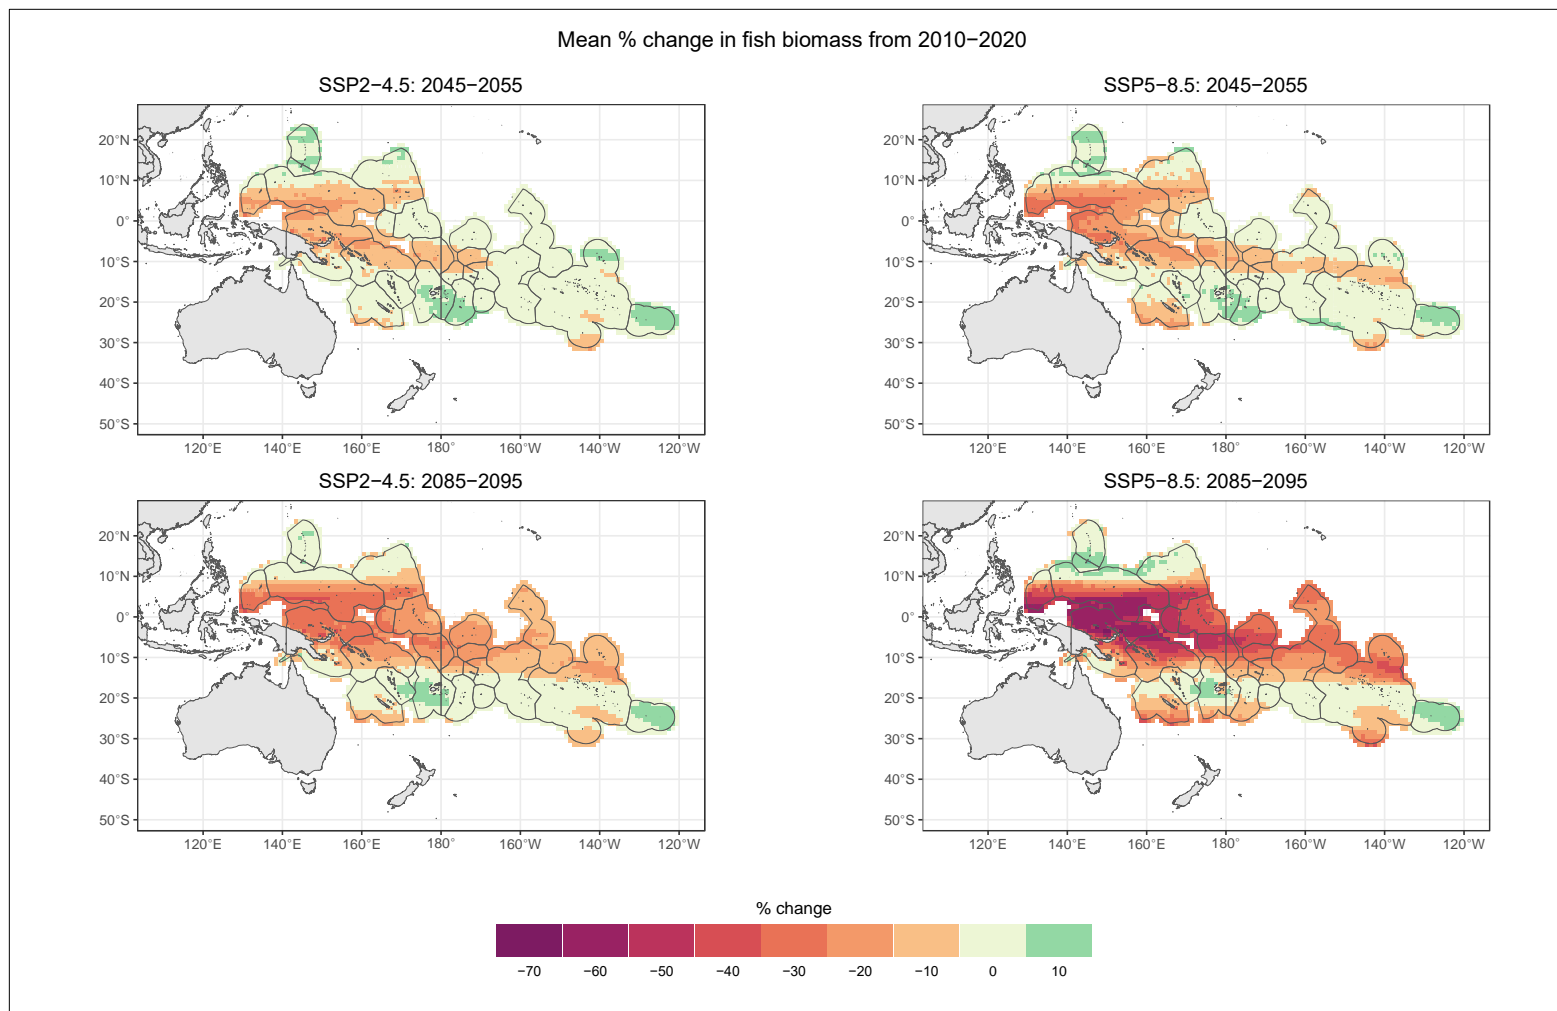 Mean % change in fish biomass from 2010−2020
SSP2−4.5: 2045−2055
SSP5−8.5: 2045−2055
20°N
10°N
0°
10°S
20°S
30°S
40°S
50°S
120°E
140°E
160°E
180°
160°W
140°W
120°W
20°N
10°N
0°
10°S
20°S
30°S
40°S
50°S
120°E
140°E
160°E
180°
160°W
140°W
120°W
SSP2−4.5: 2085−2095
SSP5−8.5: 2085−2095
20°N
10°N
0°
10°S
20°S
30°S
40°S
50°S
120°E
140°E
160°E
180°
160°W
140°W
120°W
20°N
10°N
0°
10°S
20°S
30°S
40°S
50°S
120°E
140°E
160°E
180°
160°W
140°W
120°W
% change
−70 −60 −50 −40 −30 −20 −10 0 10